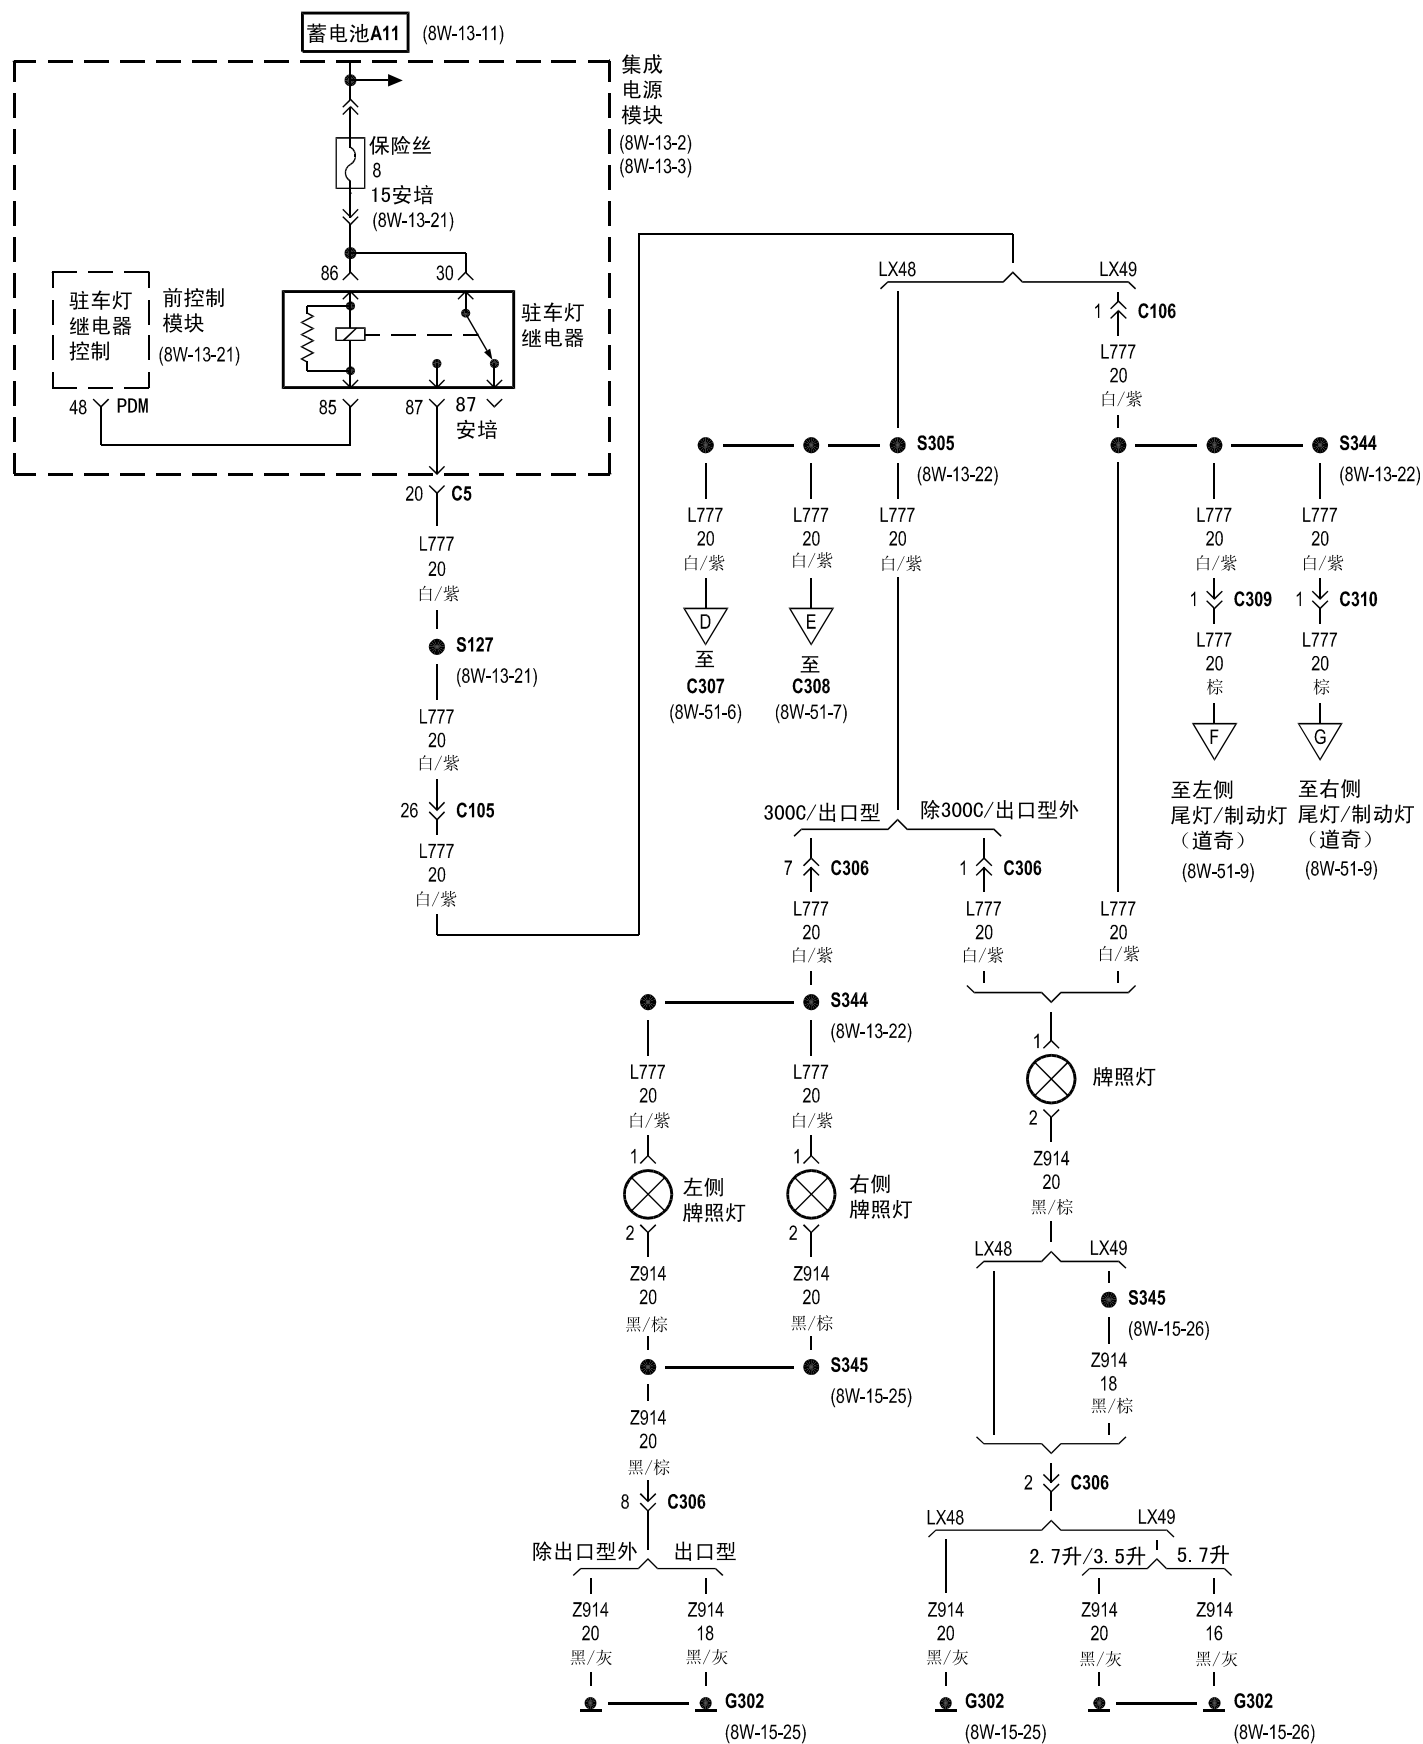 蓄电池A11 (8W-13-11)
集成
电源
模块
(8W-13-2)
(8W-13-3)
保险丝
8
15安培
(8W-13-21)
86
30
驻车灯
继电器
控制
前控制
模块
(8W-13-21)
驻车灯
继电器
48 PDM
85
87
87
安培
20 C5
L777
20
白/紫
S127
(8W-13-21)
L777
20
白/紫
26 C105
L777
20
白/紫
LX48
LX49
1 C106
L777
20
白/紫
S305
(8W-13-22)
S344
(8W-13-22)
L777
20
白/紫
L777
20
白/紫
L777
20
白/紫
L777
20
白/紫
L777
20
白/紫
D
至
C307
(8W-51-6)
E
至
C308
(8W-51-7)
1 C309
L777
20
棕
F
至左侧
尾灯/制动灯
（道奇）
(8W-51-9)
1 C310
L777
20
棕
G
至右侧
尾灯/制动灯
（道奇）
(8W-51-9)
300C/出口型
除300C/出口型外
7 C306
1 C306
L777
20
白/紫
L777
20
白/紫
L777
20
白/紫
S344
(8W-13-22)
L777
20
白/紫
L777
20
白/紫
1
左侧
牌照灯
2
1
右侧
牌照灯
2
Z914
20
黑/棕
Z914
20
黑/棕
S345
(8W-15-25)
Z914
20
黑/棕
8 C306
除出口型外
出口型
Z914
20
黑/灰
Z914
18
黑/灰
G302
(8W-15-25)
1
牌照灯
2
Z914
20
黑/棕
LX48
LX49
S345
(8W-15-26)
Z914
18
黑/棕
2 C306
LX48
LX49
2.7升/3.5升
5.7升
Z914
20
黑/灰
Z914
20
黑/灰
Z914
16
黑/灰
G302
(8W-15-25)
G302
(8W-15-26)